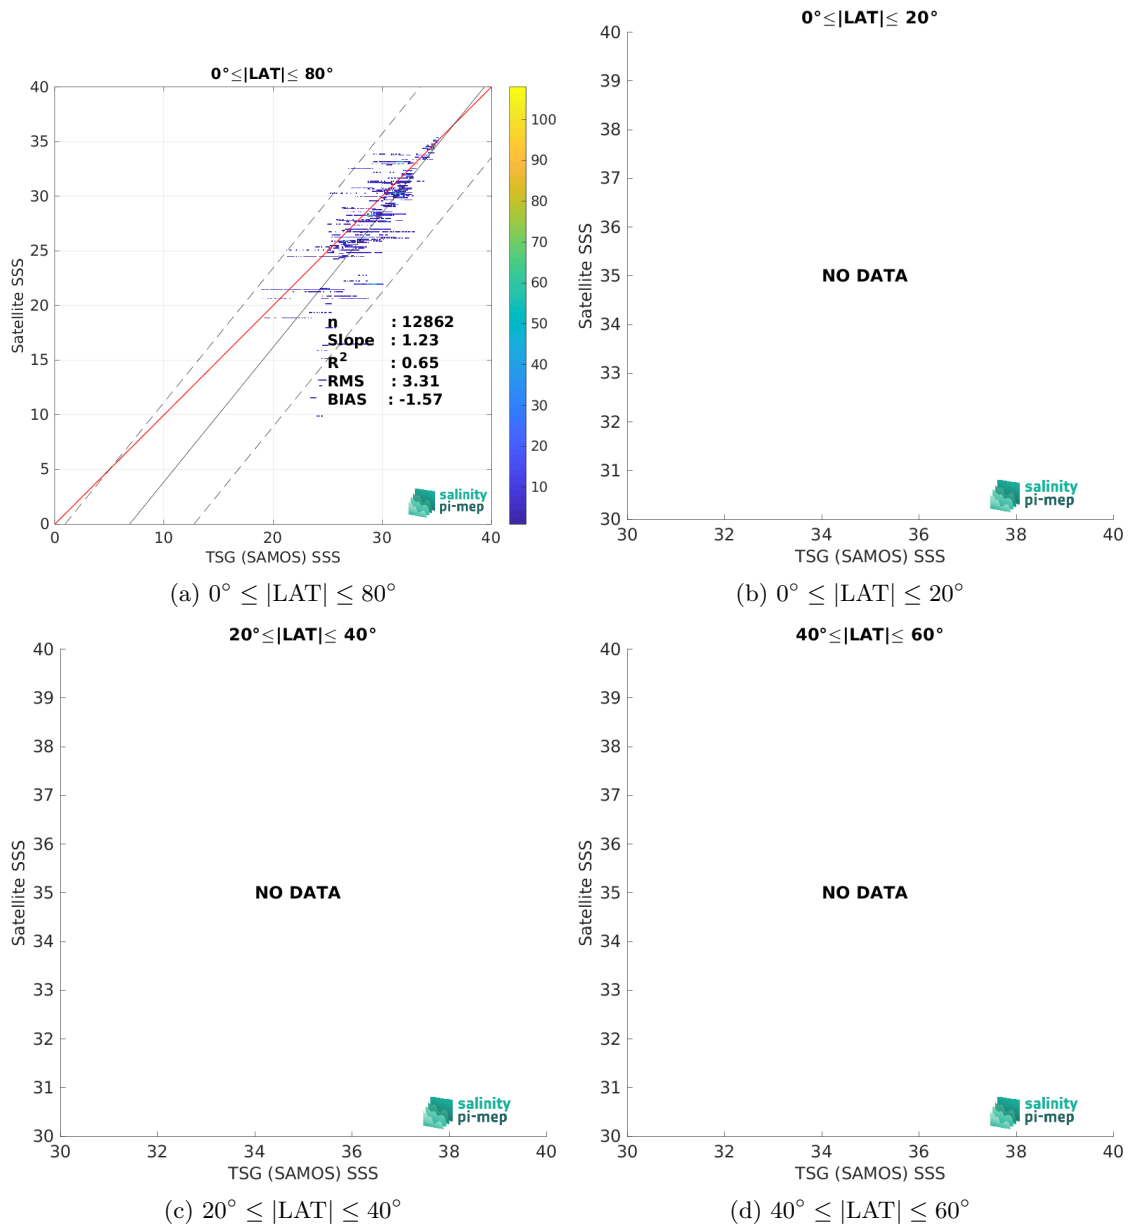 0°≤|LAT|≤ 80°
40
35
30
25
20
15
10
5
0
Satellite SSS
0
10
20
30
40
TSG (SAMOS) SSS
100
90
80
70
60
50
40
30
20
10
n : 12862
Slope : 1.23
R2 : 0.65
RMS : 3.31
BIAS : -1.57
salinity
pi-mep
(a) 0° ≤ |LAT| ≤ 80°
0°≤|LAT|≤ 20°
40
39
38
37
36
35
34
33
32
31
30
Satellite SSS
NO DATA
salinity
pi-mep
30
32
34
36
38
40
TSG (SAMOS) SSS
(b) 0° ≤ |LAT| ≤ 20°
20°≤|LAT|≤ 40°
40
39
38
37
36
35
34
33
32
31
30
Satellite SSS
NO DATA
salinity
pi-mep
30
32
34
36
38
40
TSG (SAMOS) SSS
(c) 20° ≤ |LAT| ≤ 40°
40°≤|LAT|≤ 60°
40
39
38
37
36
35
34
33
32
31
30
Satellite SSS
NO DATA
salinity
pi-mep
30
32
34
36
38
40
TSG (SAMOS) SSS
(d) 40° ≤ |LAT| ≤ 60°